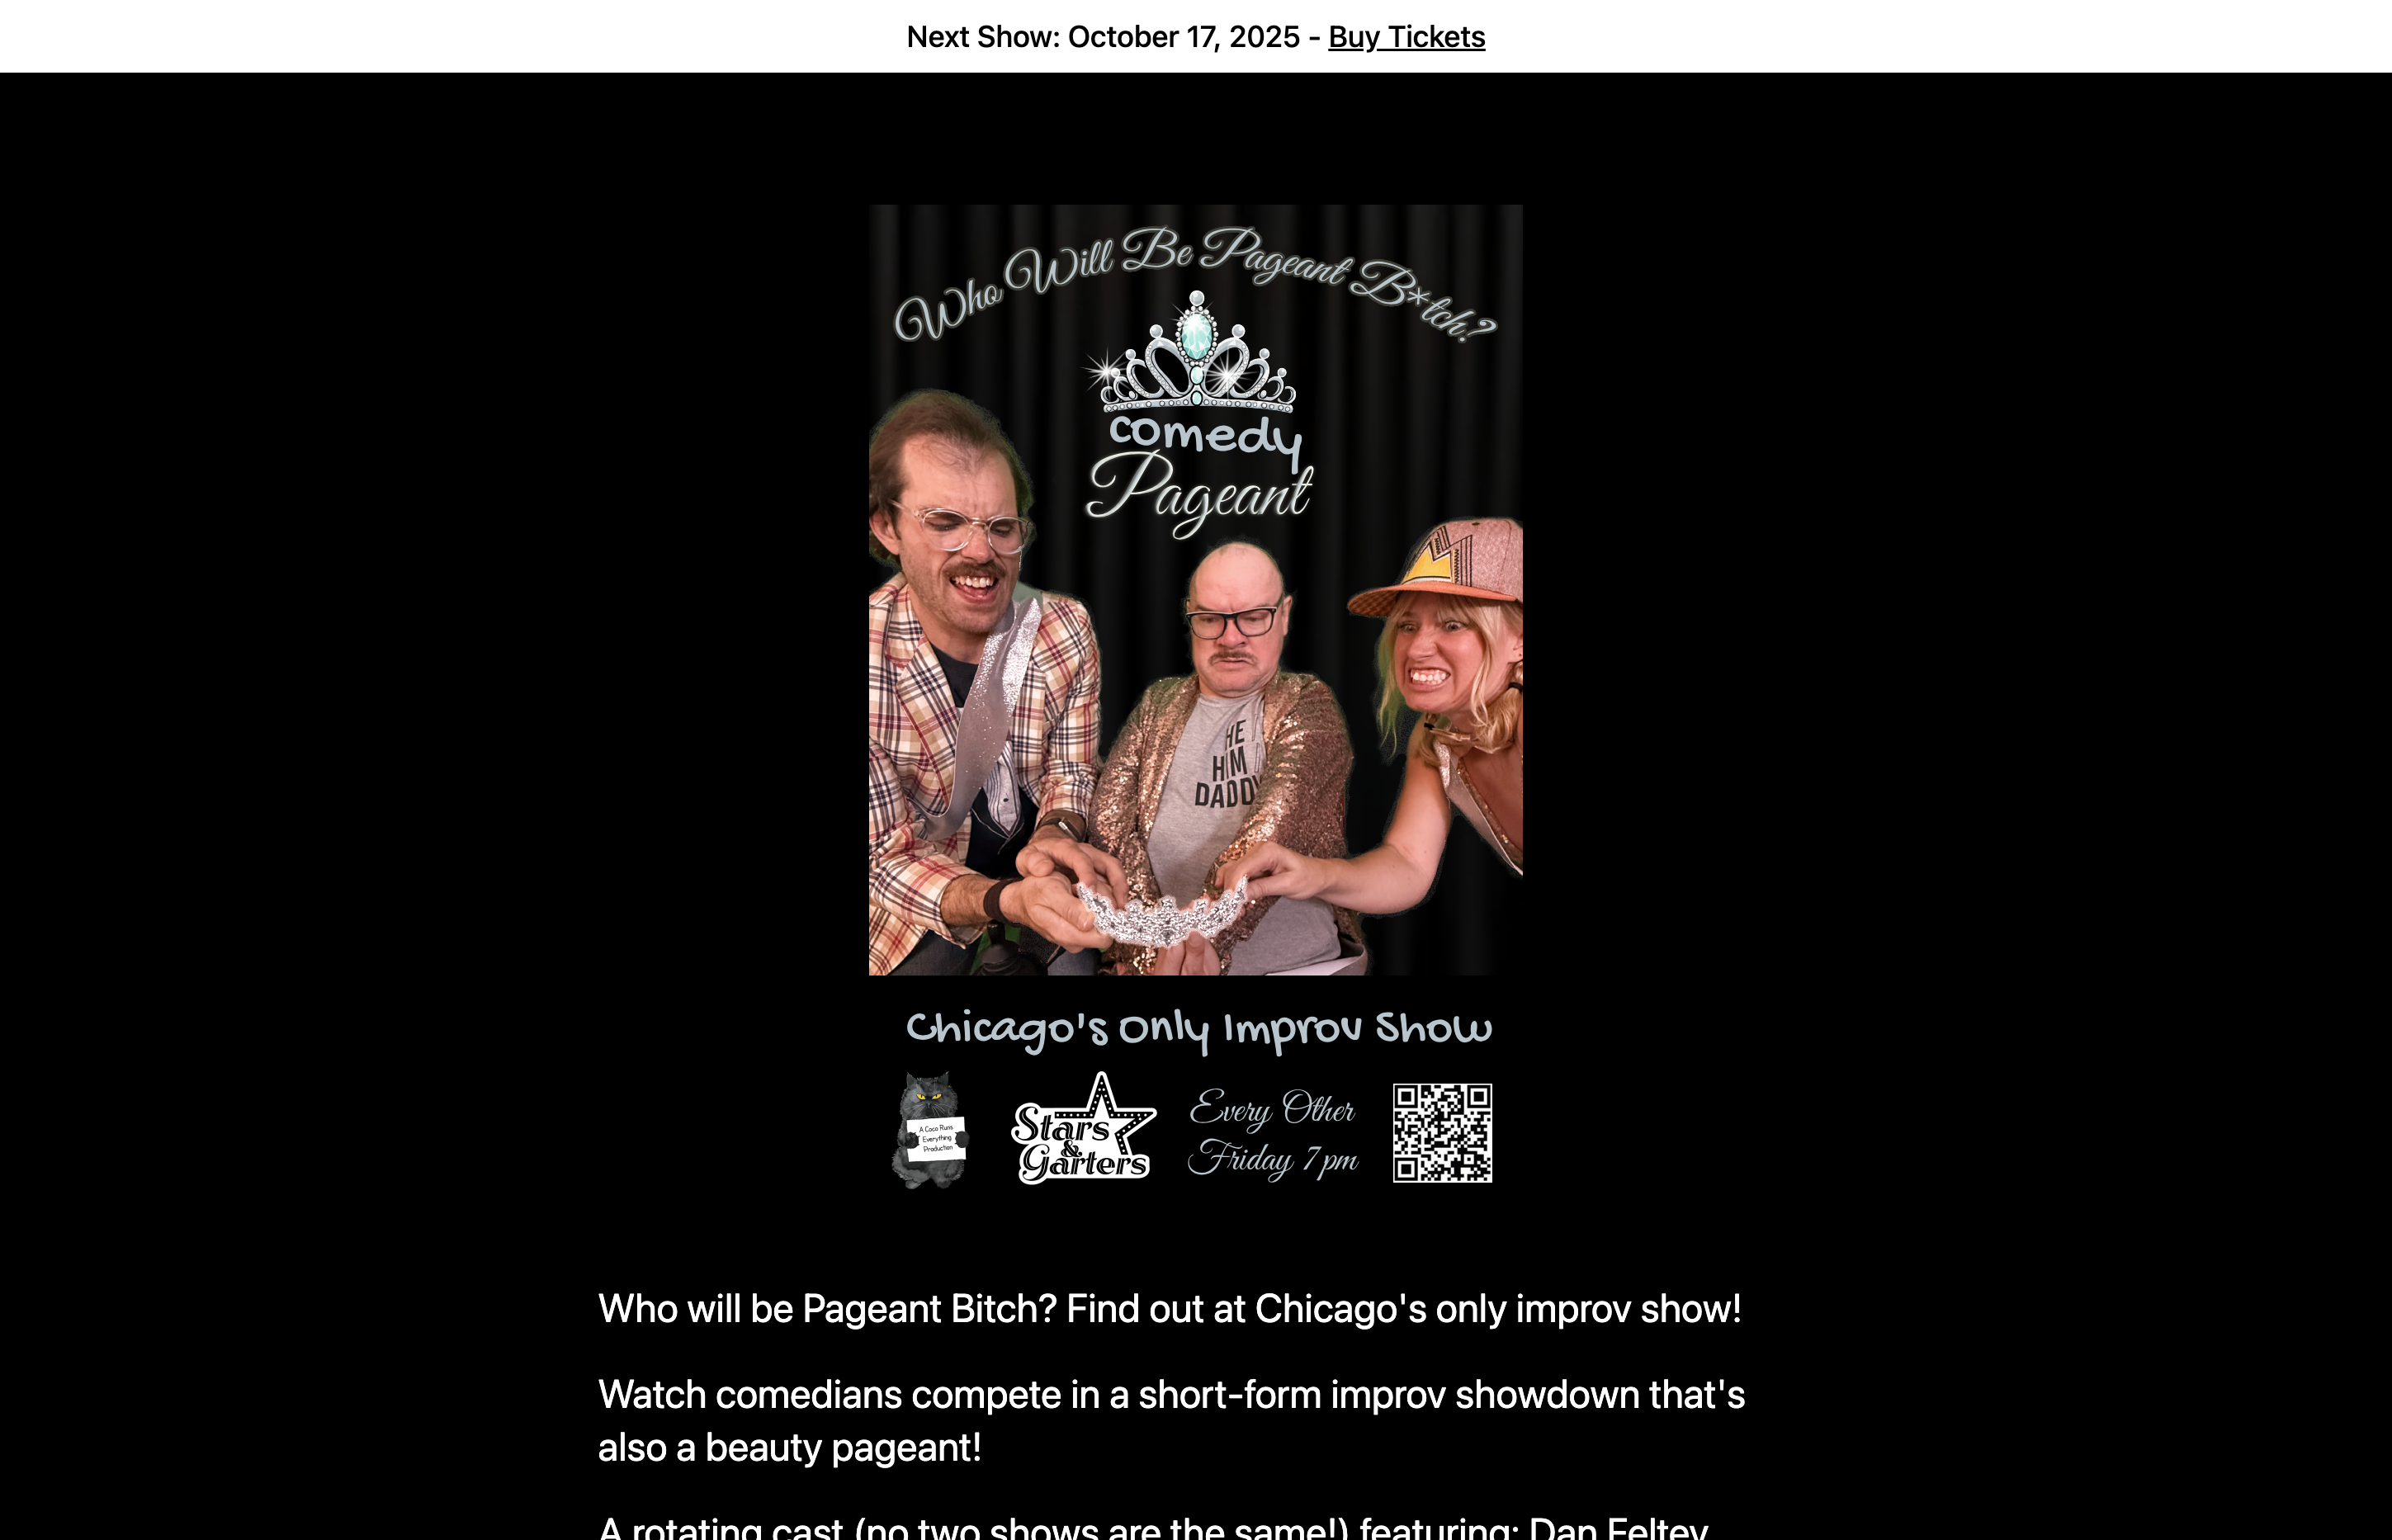 Next Show: October 17, 2025 - Buy Tickets
Who Will Be Pageant B*tch?
comedy
Pageant
HE
HIM
DADDY
Chicago's Only Improv Show
A Coco Runs
Everything
Production
Stars
&
Garters
Every Other
Friday 7pm
Who will be Pageant Bitch? Find out at Chicago's only improv show!
Watch comedians compete in a short-form improv showdown that's
also a beauty pageant!
A rotating cast (no two shows are the same!) featuring: Dan Feltey,